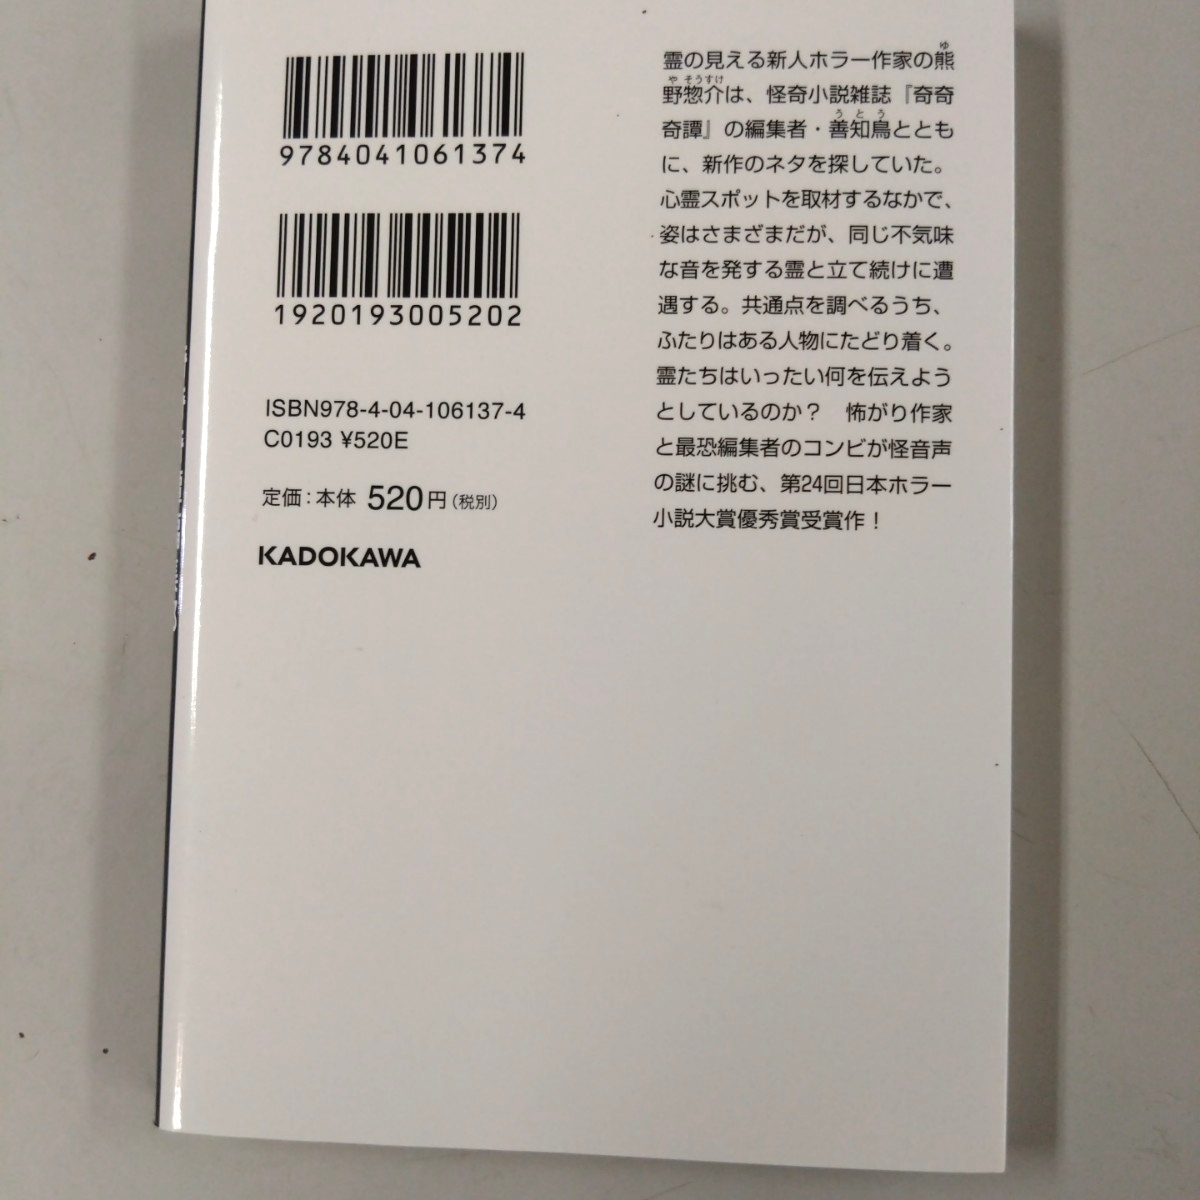 9784041061374
1920193005202
ISBN978-4-04-106137-4
C0193 ¥520E
定価：本体 520円（税別）
KADOKAWA
霊の見える新人ホラー作家の熊
ゆ
野惣介は、怪奇小説雑誌『奇奇
や そうすけ
奇譚』の編集者・善知鳥ととも
うとう
に、新作のネタを探していた。
心霊スポットを取材するなかで、
姿はさまざまだが、同じ不気味
な音を発する霊と立て続けに遭
遇する。共通点を調べるうち、
ふたりはある人物にたどり着く。
霊たちはいったい何を伝えよう
としているのか？　怖がり作家
と最恐編集者のコンビが怪音声
の謎に挑む、第24回日本ホラー
小説大賞優秀賞受賞作！